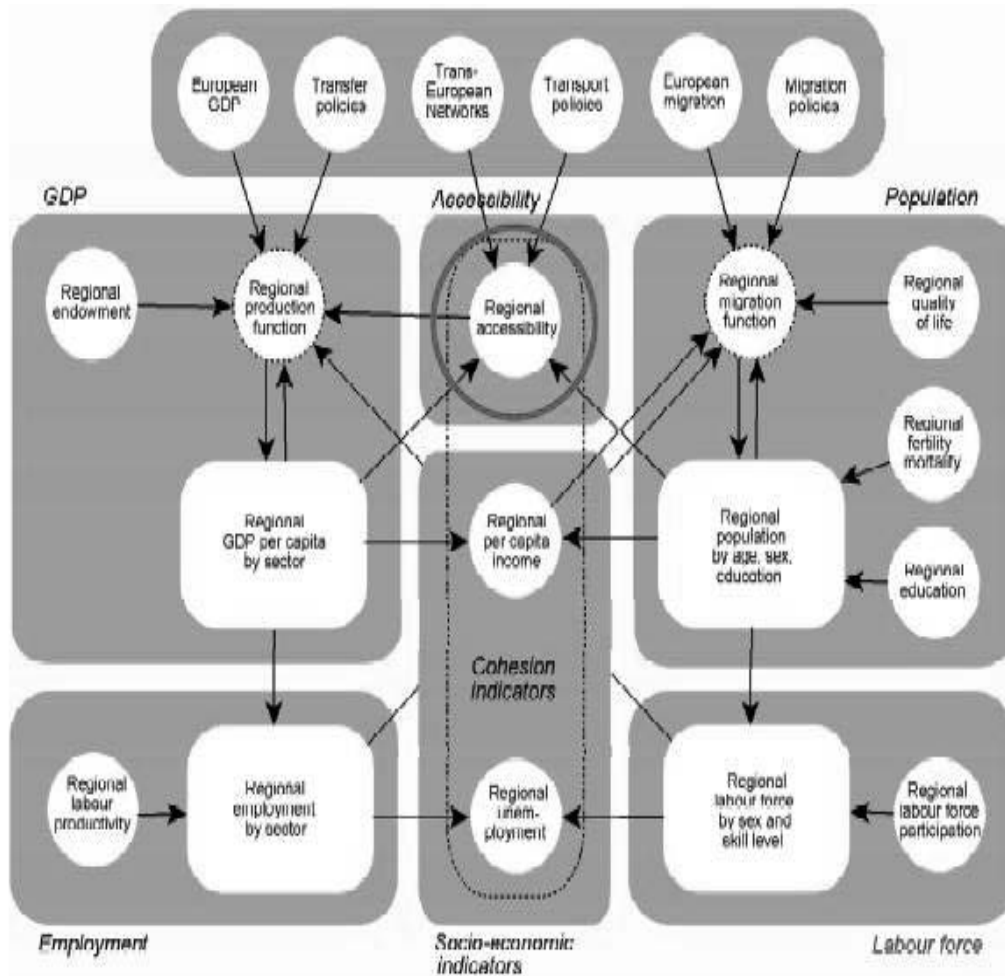 European
GDP
Transfer
policies
Trans-
European
Networks
Transport
policies
European
migration
Migration
policies
GDP
Accessibility
Population
Regional
endowment
Regional
production
function
Regional
accessibility
Regional
migration
function
Regional
quality
of life
Regional
fertility
mortality
Regional
GDP per capita
by sector
Regional
per capita
income
Regional
population
by age, sex,
education
Regional
education
Cohesion
indicators
Regional
labour
productivity
Regional
employment
by sector
Regional
unem-
ployment
Regional
labour force
by sex and
skill level
Regional
labour force
participation
Employment
Socio-economic
indicators
Labour force